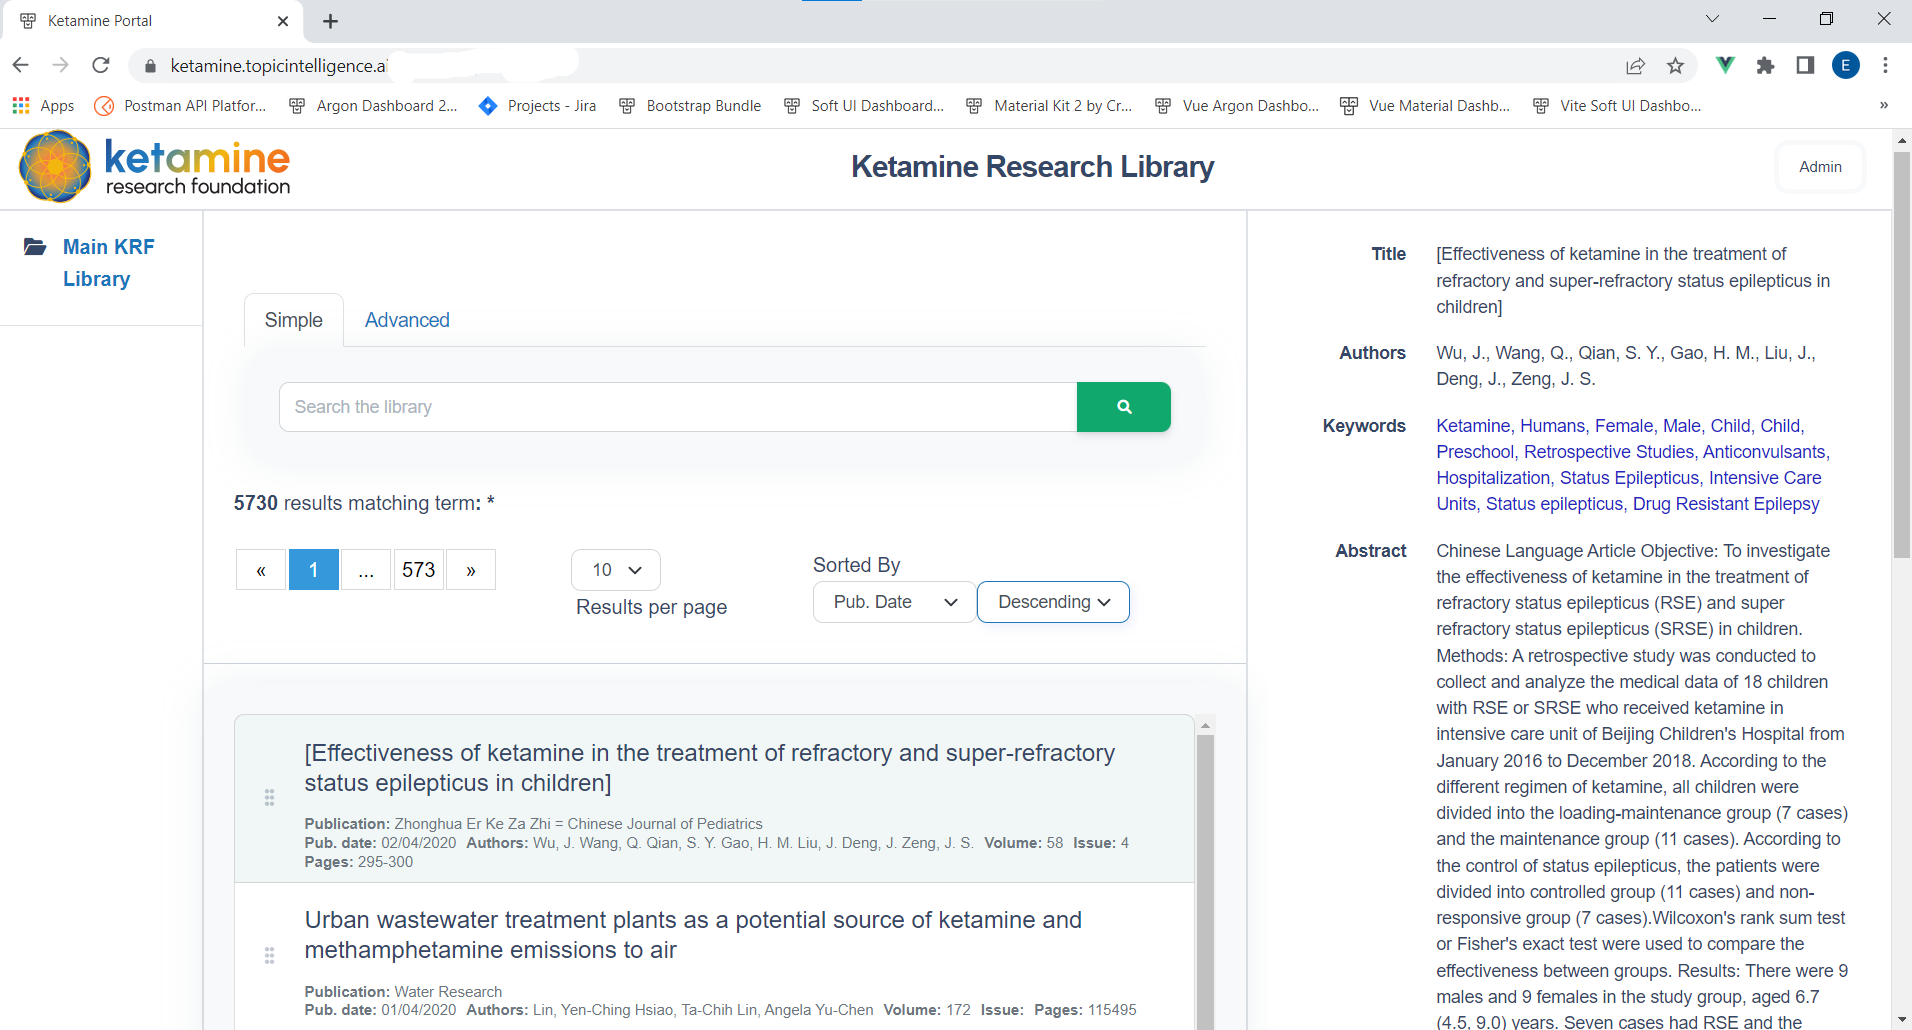 Ketamine Portal
ketamine.topicintelligence.ai
E
Apps
Postman API Platfor...
Argon Dashboard 2...
Projects - Jira
Bootstrap Bundle
Soft UI Dashboard...
Material Kit 2 by Cr...
Vue Argon Dashbo...
Vue Material Dashb...
Vite Soft UI Dashbo...
»
ketamine
research foundation
Ketamine Research Library
Admin
Main KRF
Library
Simple
Advanced
Search the library
5730 results matching term: *
« 1 ... 573 »
10
Results per page
Sorted By
Pub. Date
Descending
[Effectiveness of ketamine in the treatment of refractory and super-refractory
status epilepticus in children]
Publication: Zhonghua Er Ke Za Zhi = Chinese Journal of Pediatrics
Pub. date: 02/04/2020 Authors: Wu, J. Wang, Q. Qian, S. Y. Gao, H. M. Liu, J. Deng, J. Zeng, J. S. Volume: 58 Issue: 4
Pages: 295-300
Urban wastewater treatment plants as a potential source of ketamine and
methamphetamine emissions to air
Publication: Water Research
Pub. date: 01/04/2020 Authors: Lin, Yen-Ching Hsiao, Ta-Chih Lin, Angela Yu-Chen Volume: 172 Issue: Pages: 115495
Title
[Effectiveness of ketamine in the treatment of
refractory and super-refractory status epilepticus in
children]
Authors
Wu, J., Wang, Q., Qian, S. Y., Gao, H. M., Liu, J.,
Deng, J., Zeng, J. S.
Keywords
Ketamine, Humans, Female, Male, Child, Child,
Preschool, Retrospective Studies, Anticonvulsants,
Hospitalization, Status Epilepticus, Intensive Care
Units, Status epilepticus, Drug Resistant Epilepsy
Abstract
Chinese Language Article Objective: To investigate
the effectiveness of ketamine in the treatment of
refractory status epilepticus (RSE) and super
refractory status epilepticus (SRSE) in children.
Methods: A retrospective study was conducted to
collect and analyze the medical data of 18 children
with RSE or SRSE who received ketamine in
intensive care unit of Beijing Children's Hospital from
January 2016 to December 2018. According to the
different regimen of ketamine, all children were
divided into the loading-maintenance group (7 cases)
and the maintenance group (11 cases). According to
the control of status epilepticus, the patients were
divided into controlled group (11 cases) and non-
responsive group (7 cases).Wilcoxon's rank sum test
or Fisher's exact test were used to compare the
effectiveness between groups. Results: There were 9
males and 9 females in the study group, aged 6.7
(4.5, 9.0) years. Seven cases had RSE and the